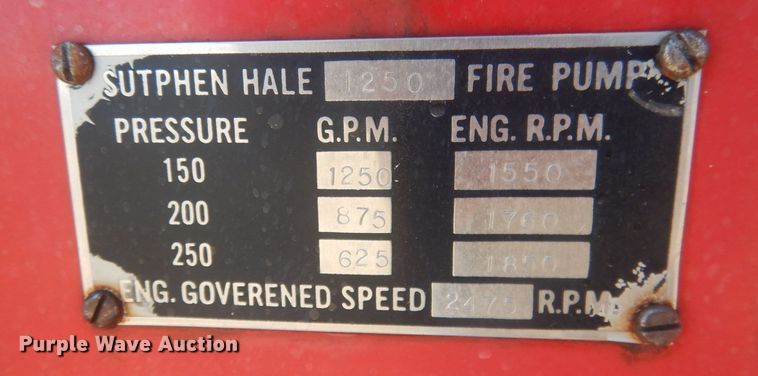 SUTPHEN HALE 1250 FIRE PUMP
PRESSURE G.P.M. ENG. R.P.M.
150 1250 1550
200 875 1760
250 625 1850
ENG. GOVERENED SPEED 2475 R.P.M.
Purple Wave Auction